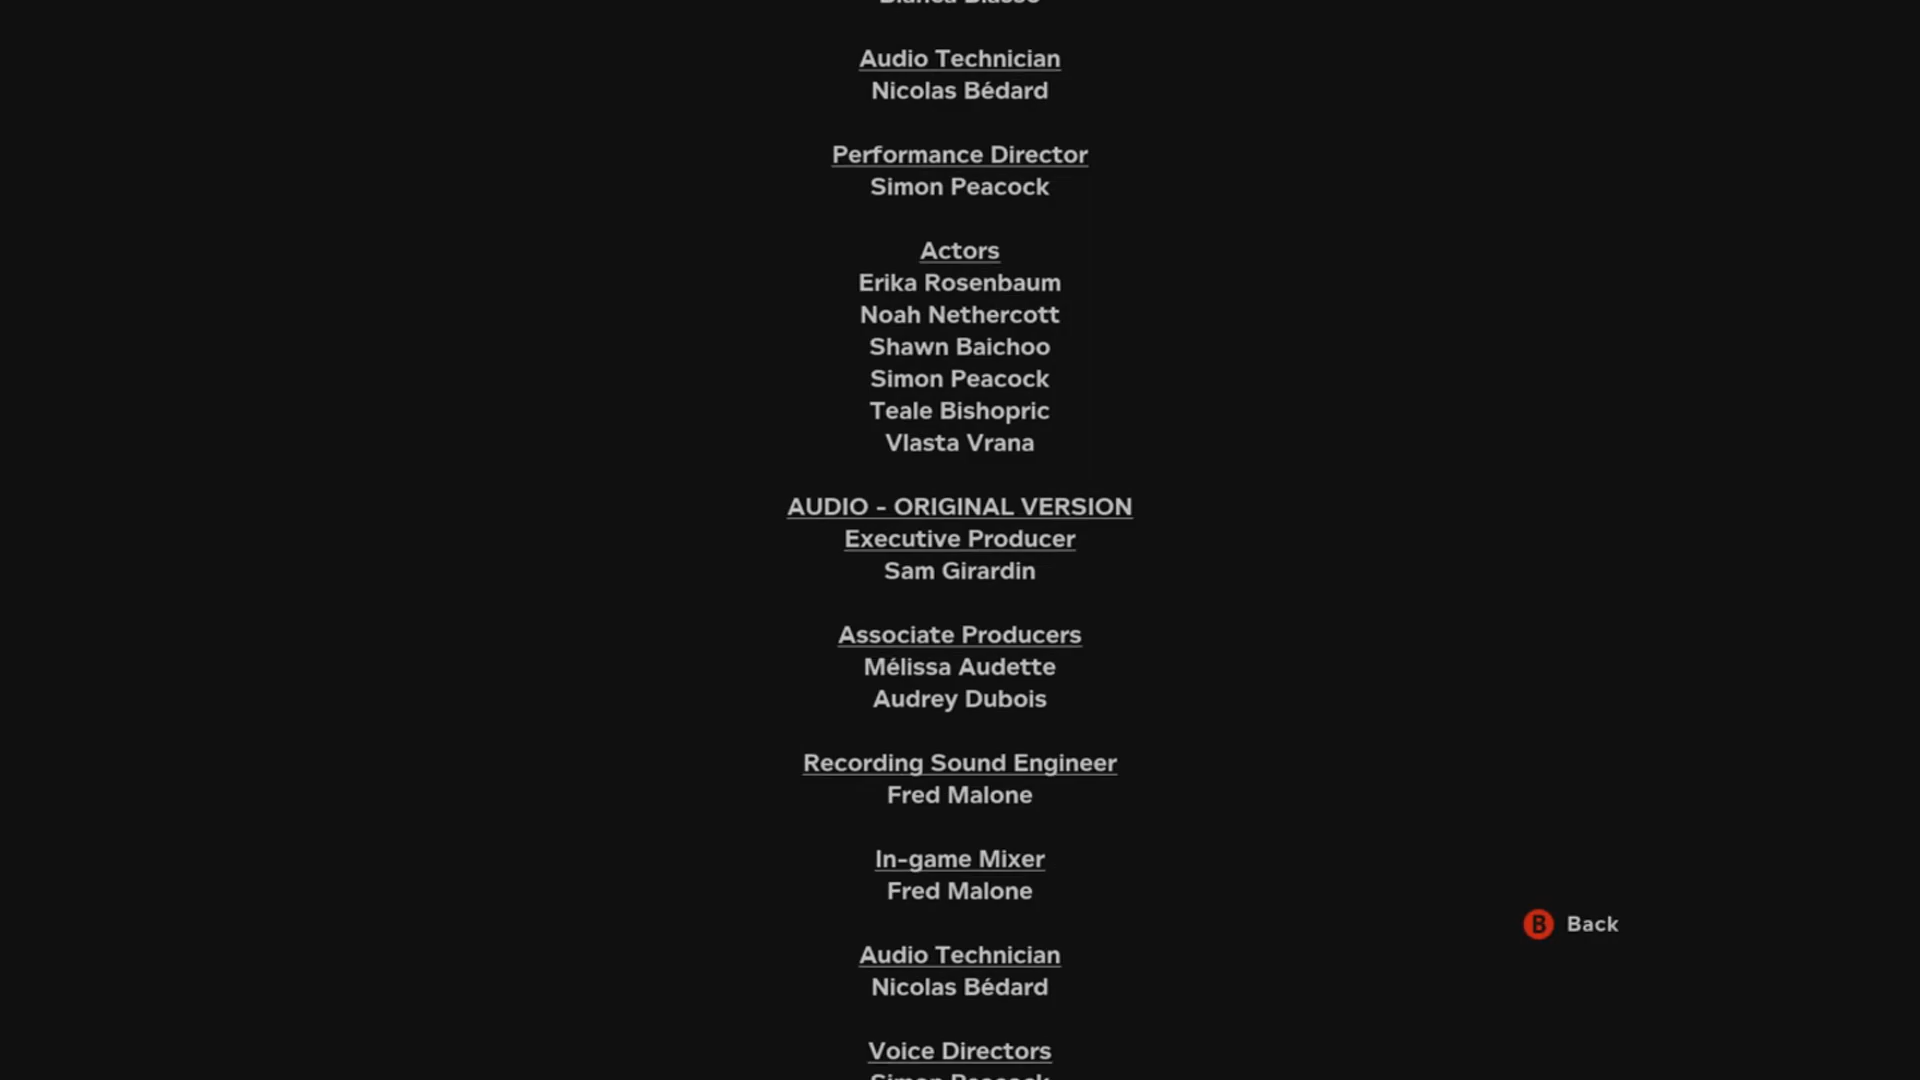 Audio Technician
Nicolas Bédard
Performance Director
Simon Peacock
Actors
Erika Rosenbaum
Noah Nethercott
Shawn Baichoo
Simon Peacock
Teale Bishopric
Vlasta Vrana
AUDIO - ORIGINAL VERSION
Executive Producer
Sam Girardin
Associate Producers
Mélissa Audette
Audrey Dubois
Recording Sound Engineer
Fred Malone
In-game Mixer
Fred Malone
B Back
Audio Technician
Nicolas Bédard
Voice Directors
Simon Peacock